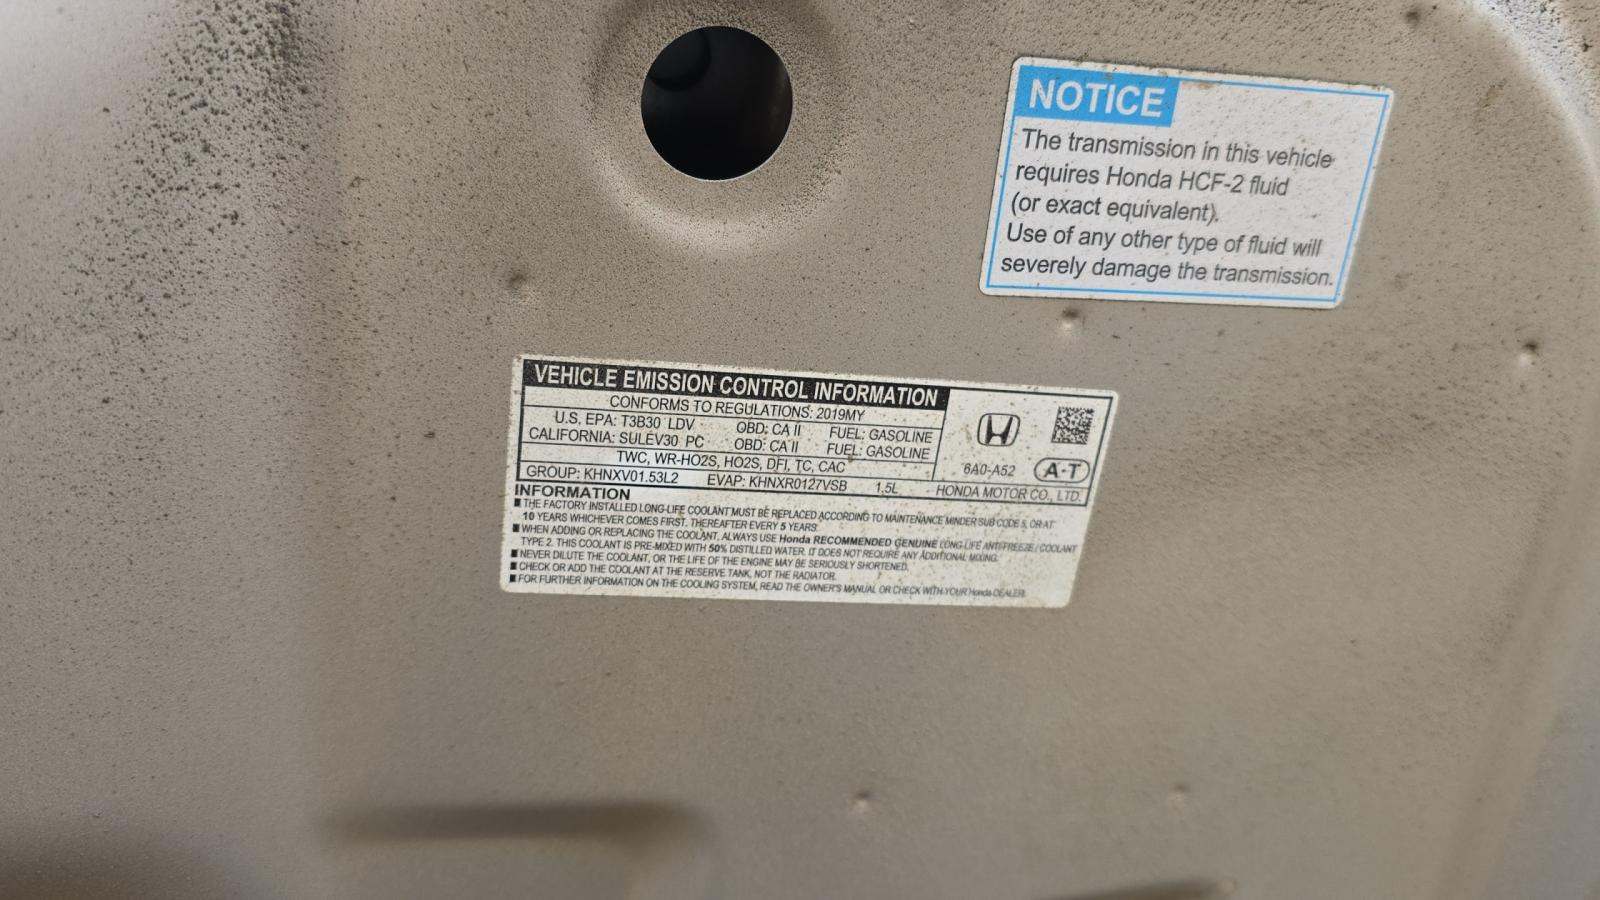 NOTICE
The transmission in this vehicle
requires Honda HCF-2 fluid
(or exact equivalent).
Use of any other type of fluid will
severely damage the transmission.
VEHICLE EMISSION CONTROL INFORMATION
CONFORMS TO REGULATIONS: 2019MY
U.S. EPA: T3B30 LDV OBD: CA II FUEL: GASOLINE
CALIFORNIA: SULEV30 PC OBD: CA II FUEL: GASOLINE
TWC, WR-HO2S, HO2S, DFI, TC, CAC
GROUP: KHNXV01.53L2 EVAP: KHNXR0127VSB 1.5L
6A0-A52 A-T
HONDA MOTOR CO., LTD.
INFORMATION
■ THE FACTORY INSTALLED LONG-LIFE COOLANT MUST BE REPLACED ACCORDING TO MAINTENANCE MINDER SUB CODE 5, OR AT
10 YEARS WHICHEVER COMES FIRST. THEREAFTER EVERY 5 YEARS.
■ WHEN ADDING OR REPLACING THE COOLANT, ALWAYS USE Honda RECOMMENDED GENUINE LONG-LIFE ANTIFREEZE / COOLANT
TYPE 2. THIS COOLANT IS PRE-MIXED WITH 50% DISTILLED WATER. IT DOES NOT REQUIRE ANY ADDITIONAL MIXING.
■ NEVER DILUTE THE COOLANT, OR THE LIFE OF THE ENGINE MAY BE SERIOUSLY SHORTENED.
■ CHECK OR ADD THE COOLANT AT THE RESERVE TANK, NOT THE RADIATOR.
■ FOR FURTHER INFORMATION ON THE COOLING SYSTEM, READ THE OWNER'S MANUAL OR CHECK WITH YOUR Honda DEALER.